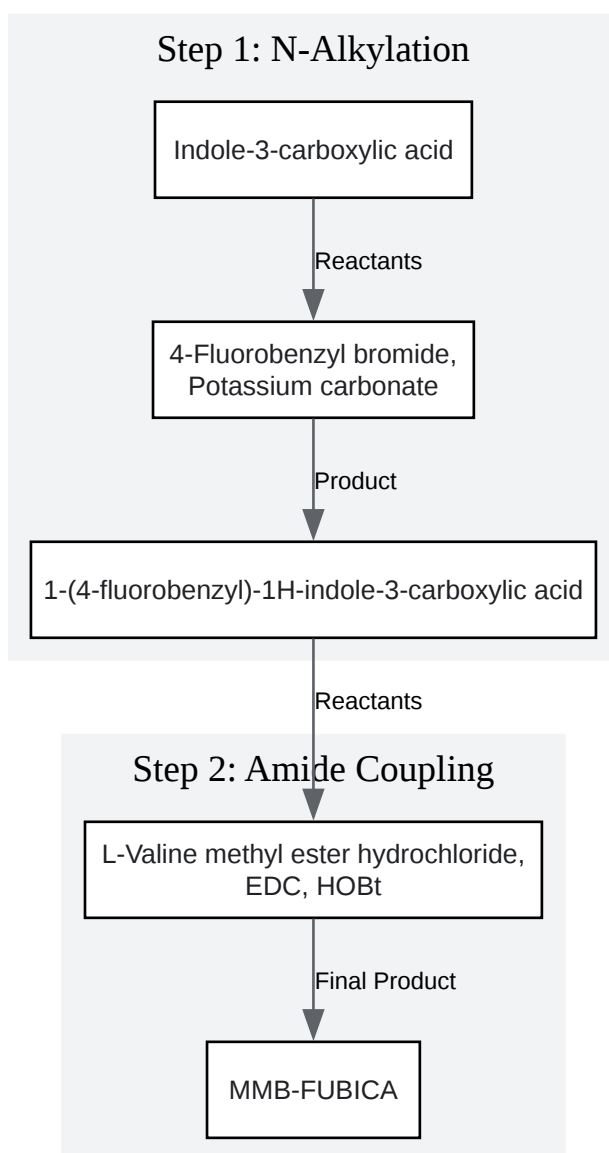 Step 1: N-Alkylation
Indole-3-carboxylic acid
Reactants
4-Fluorobenzyl bromide,
Potassium carbonate
Product
1-(4-fluorobenzyl)-1H-indole-3-carboxylic acid
Reactants
Step 2: Amide Coupling
L-Valine methyl ester hydrochloride,
EDC, HOBt
Final Product
MMB-FUBICA